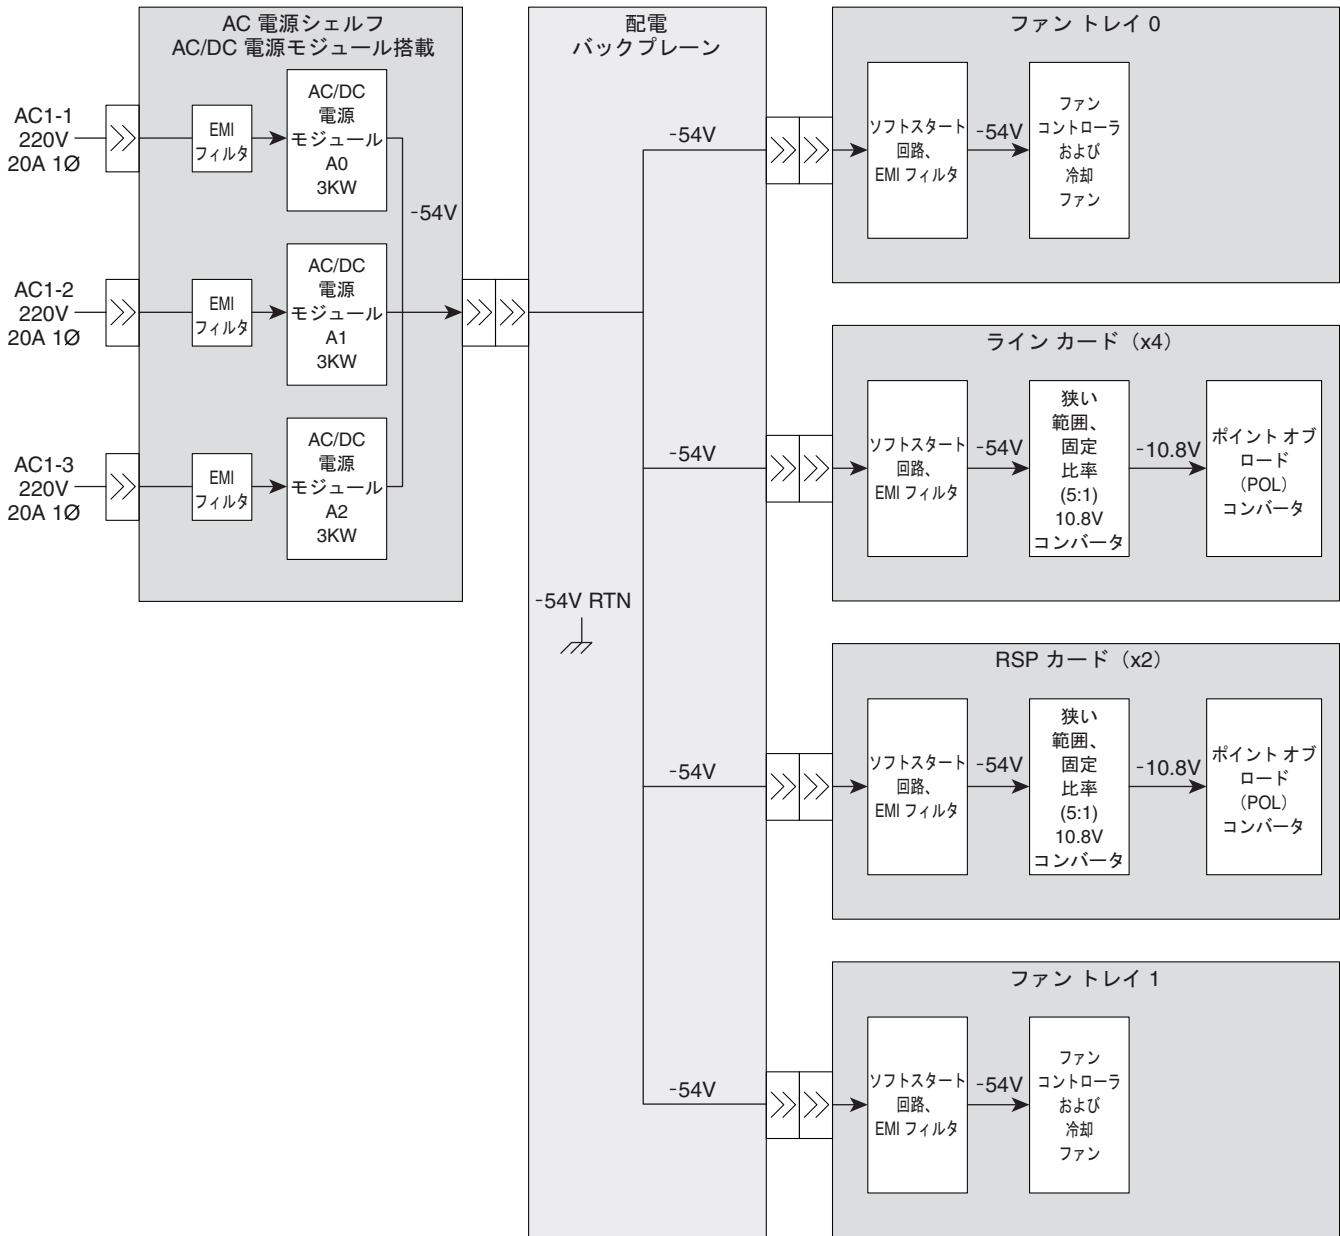 AC 電源シェルフ
AC/DC 電源モジュール搭載
AC1-1
220V
20A 1Ø
EMI
フィルタ
AC/DC
電源
モジュール
A0
3KW
-54V
AC1-2
220V
20A 1Ø
EMI
フィルタ
AC/DC
電源
モジュール
A1
3KW
AC1-3
220V
20A 1Ø
EMI
フィルタ
AC/DC
電源
モジュール
A2
3KW
配電
バックプレーン
-54V
-54V
-54V RTN
-54V
-54V
ファン トレイ 0
ソフトスタート
回路、
EMI フィルタ
-54V
ファン
コントローラ
および
冷却
ファン
ライン カード（x4）
ソフトスタート
回路、
EMI フィルタ
-54V
狭い
範囲、
固定
比率
(5:1)
10.8V
コンバータ
-10.8V
ポイント オブ
ロード
（POL）
コンバータ
RSP カード（x2）
ソフトスタート
回路、
EMI フィルタ
-54V
狭い
範囲、
固定
比率
(5:1)
10.8V
コンバータ
-10.8V
ポイント オブ
ロード
（POL）
コンバータ
ファン トレイ 1
ソフトスタート
回路、
EMI フィルタ
-54V
ファン
コントローラ
および
冷却
ファン